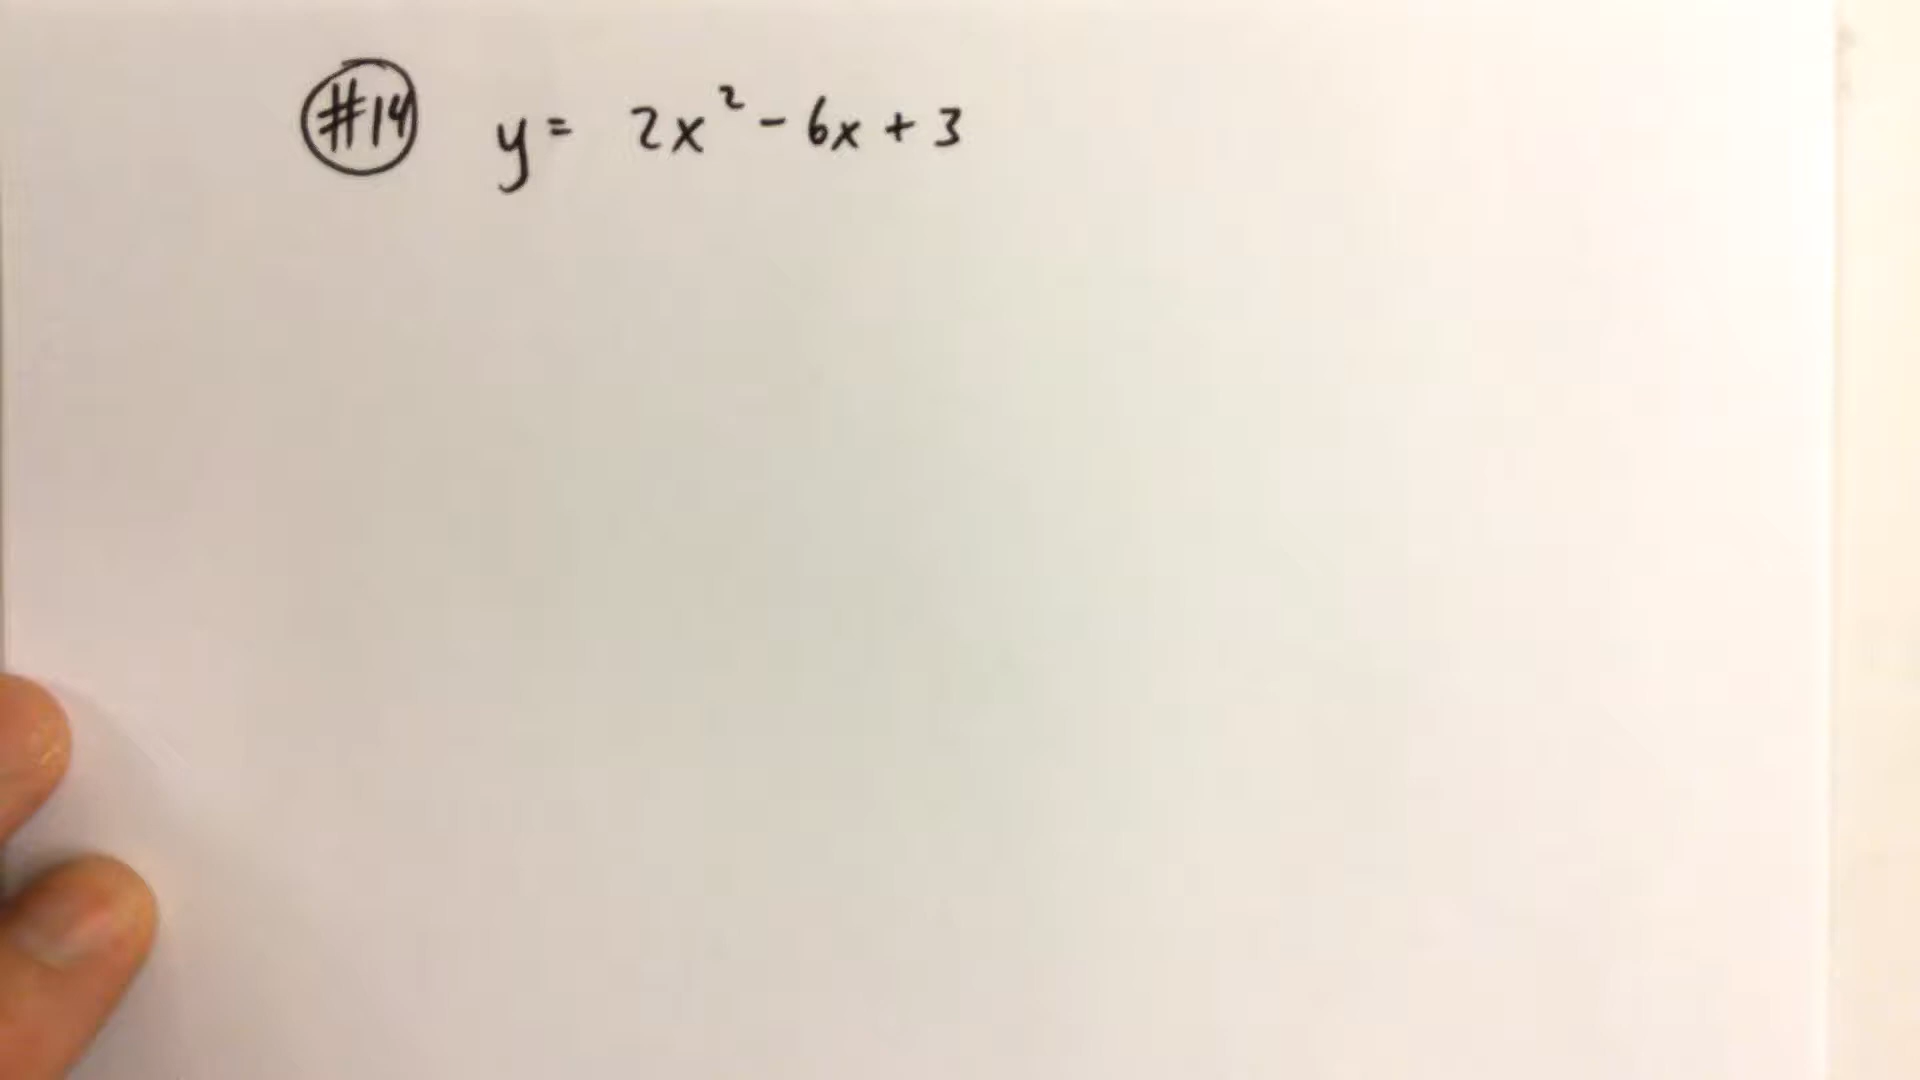 #14 y = 2x² - 6x + 3